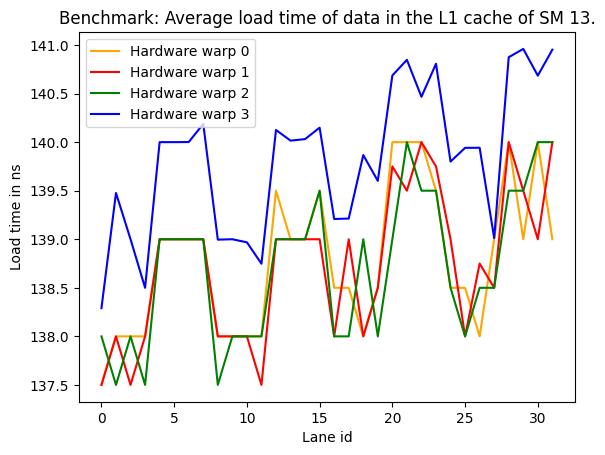 Benchmark: Average load time of data in the L1 cache of SM 13.
Hardware warp 0
Hardware warp 1
Hardware warp 2
Hardware warp 3
141.0
140.5
140.0
139.5
139.0
138.5
138.0
137.5
Load time in ns
0 5 10 15 20 25 30
Lane id